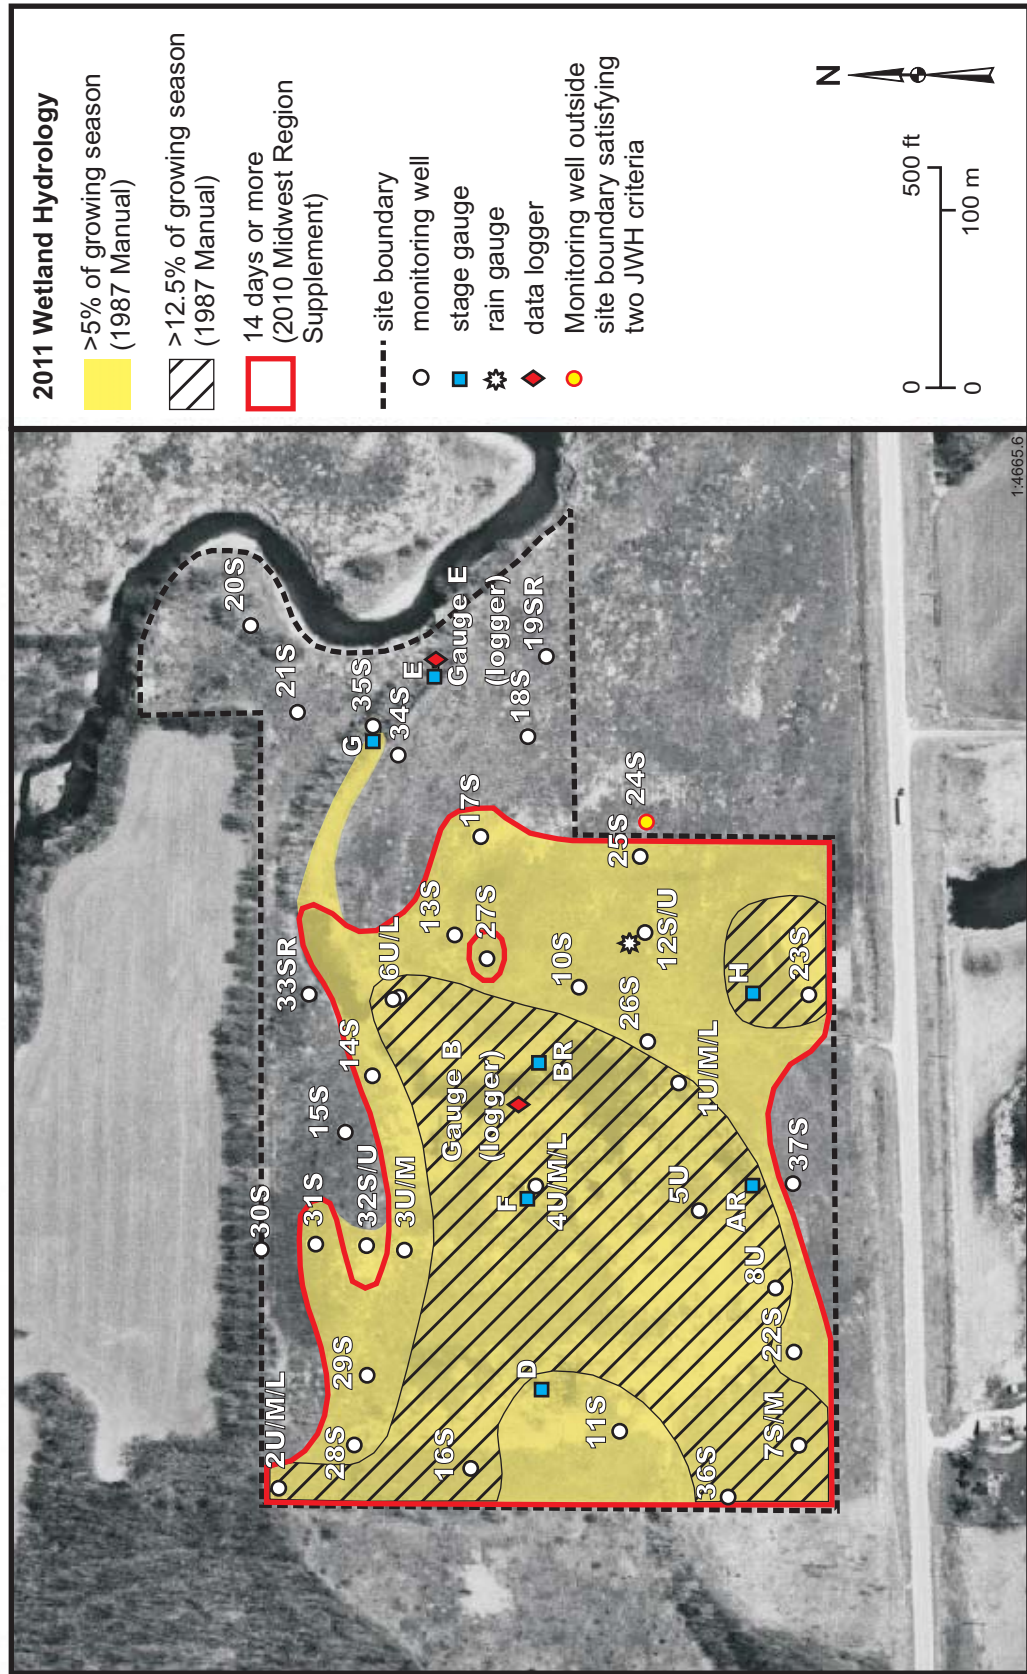 2011 Wetland Hydrology
>5% of growing season
(1987 Manual)
>12.5% of growing season
(1987 Manual)
14 days or more
(2010 Midwest Region
Supplement)
site boundary
monitoring well
stage gauge
rain gauge
data logger
Monitoring well outside
site boundary satisfying
two JWH criteria
N
0
500 ft
0
100 m
1:4665.6
20S
21S
G
35S
34S
E
Gauge E
(logger)
19SR
18S
17S
25S
24S
13S
27S
33SR
6U/L
10S
12S/U
26S
H
23S
14S
15S
Gauge B
(logger)
BR
1U/M/L
30S
31S
32S/U
3U/M
F
4U/M/L
5U
AR
37S
8U
22S
29S
2U/M/L
28S
16S
D
11S
36S
7S/M